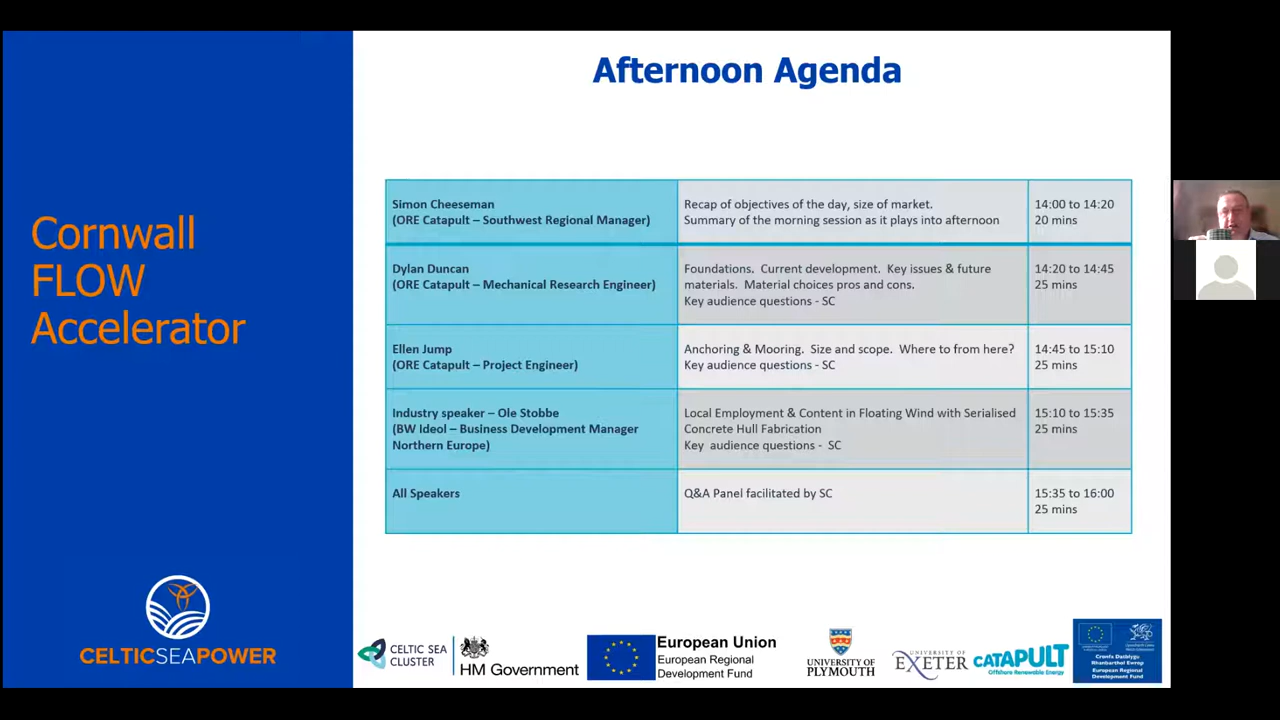 Afternoon Agenda
Cornwall
FLOW
Accelerator
Simon Cheeseman
(ORE Catapult – Southwest Regional Manager)
Recap of objectives of the day, size of market.
Summary of the morning session as it plays into afternoon
14:00 to 14:20
20 mins
Dylan Duncan
(ORE Catapult – Mechanical Research Engineer)
Foundations. Current development. Key issues & future
materials. Material choices pros and cons.
Key audience questions - SC
14:20 to 14:45
25 mins
Ellen Jump
(ORE Catapult – Project Engineer)
Anchoring & Mooring. Size and scope. Where to from here?
Key audience questions - SC
14:45 to 15:10
25 mins
Industry speaker – Ole Stobbe
(BW Ideol – Business Development Manager
Northern Europe)
Local Employment & Content in Floating Wind with Serialised
Concrete Hull Fabrication
Key audience questions - SC
15:10 to 15:35
25 mins
All Speakers
Q&A Panel facilitated by SC
15:35 to 16:00
25 mins
CELTICSEAPOWER
CELTIC SEA
CLUSTER
HM Government
European Union
European Regional
Development Fund
UNIVERSITY OF
PLYMOUTH
UNIVERSITY OF
EXETER
CATAPULT
Offshore Renewable Energy
Cronfa Datblygu
Rhanbarthol Ewrop
European Regional
Development Fund